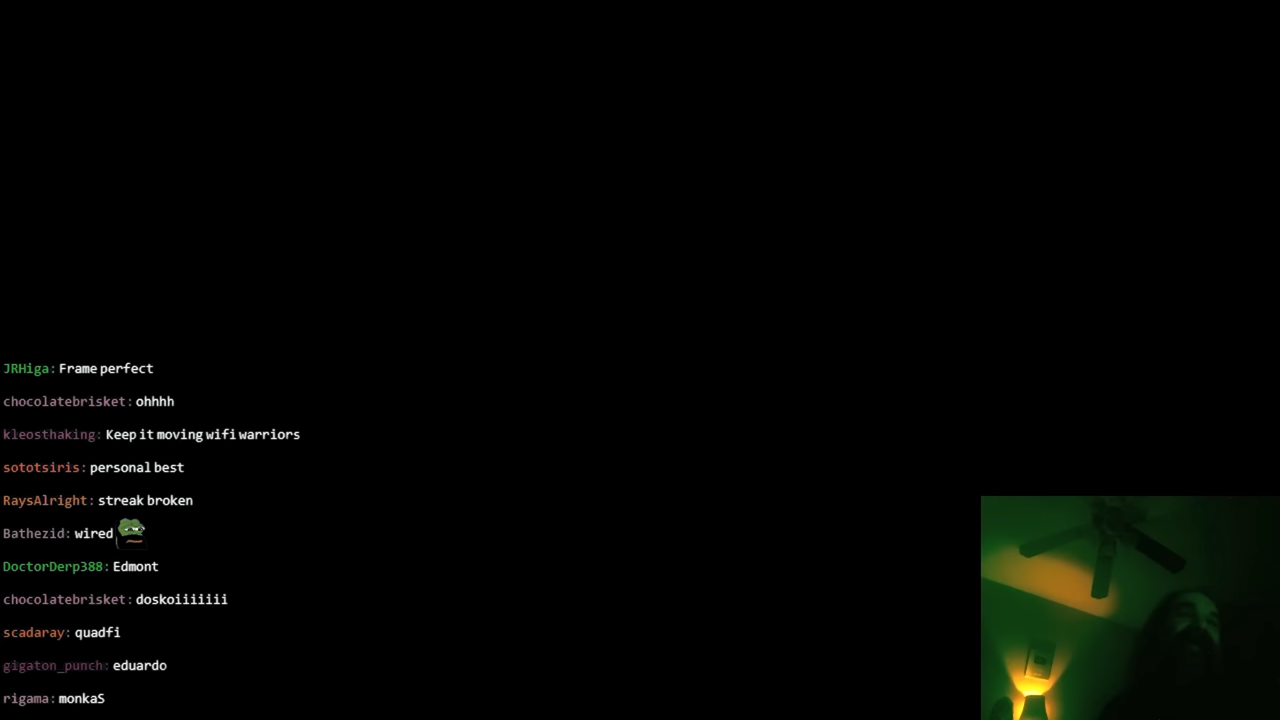 JRHiga: Frame perfect
chocolatebrisket: ohhhh
kleosthaking: Keep it moving wifi warriors
sototsiris: personal best
RaysAlright: streak broken
Bathezid: wired
DoctorDerp388: Edmont
chocolatebrisket: doskoiiiiiii
scadaray: quadfi
gigaton_punch: eduardo
rigama: monkaS